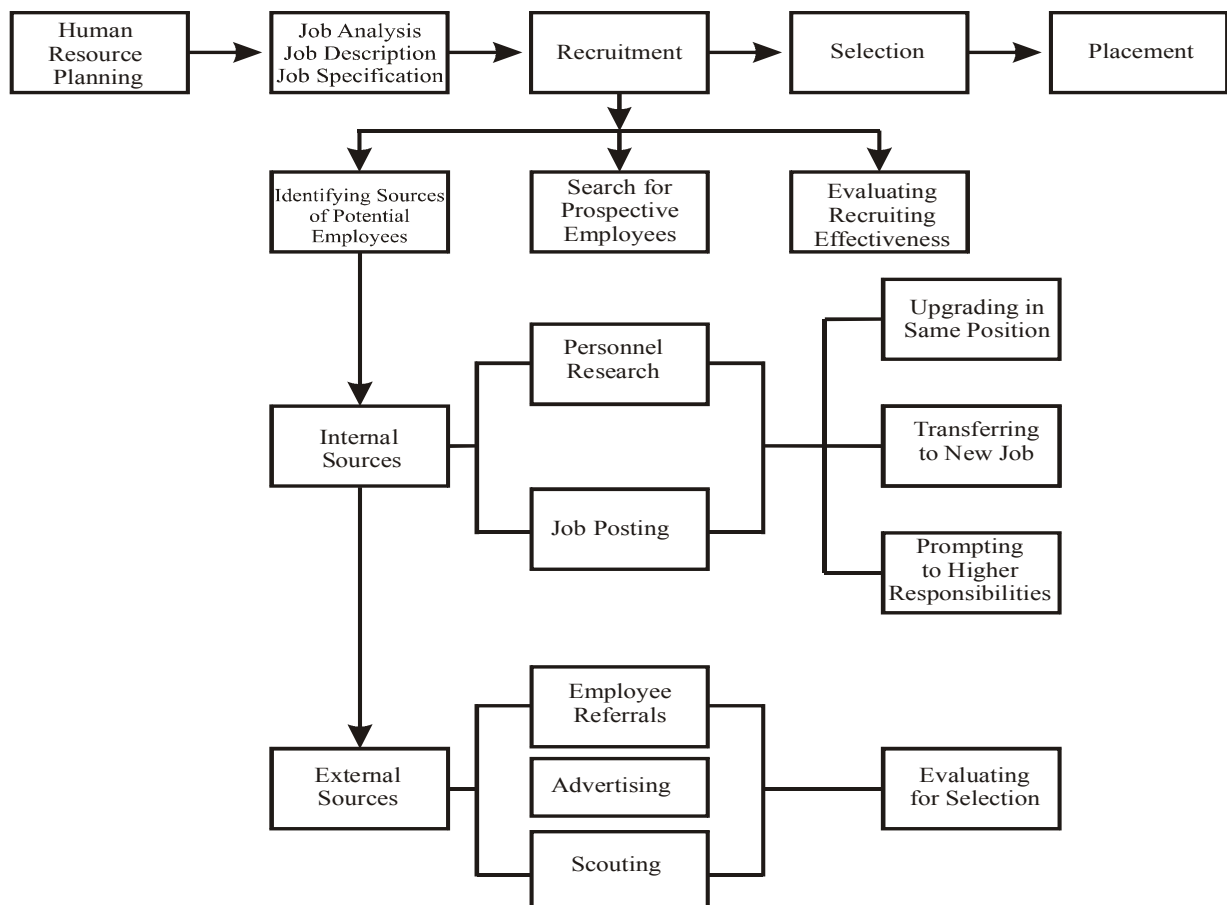 Human
Resource
Planning
Job Analysis
Job Description
Job Specification
Recruitment
Selection
Placement
Identifying Sources
of Potential
Employees
Search for
Prospective
Employees
Evaluating
Recruiting
Effectiveness
Internal
Sources
Personnel
Research
Job Posting
Upgrading in
Same Position
Transferring
to New Job
Prompting
to Higher
Responsibilities
External
Sources
Employee
Referrals
Advertising
Scouting
Evaluating
for Selection